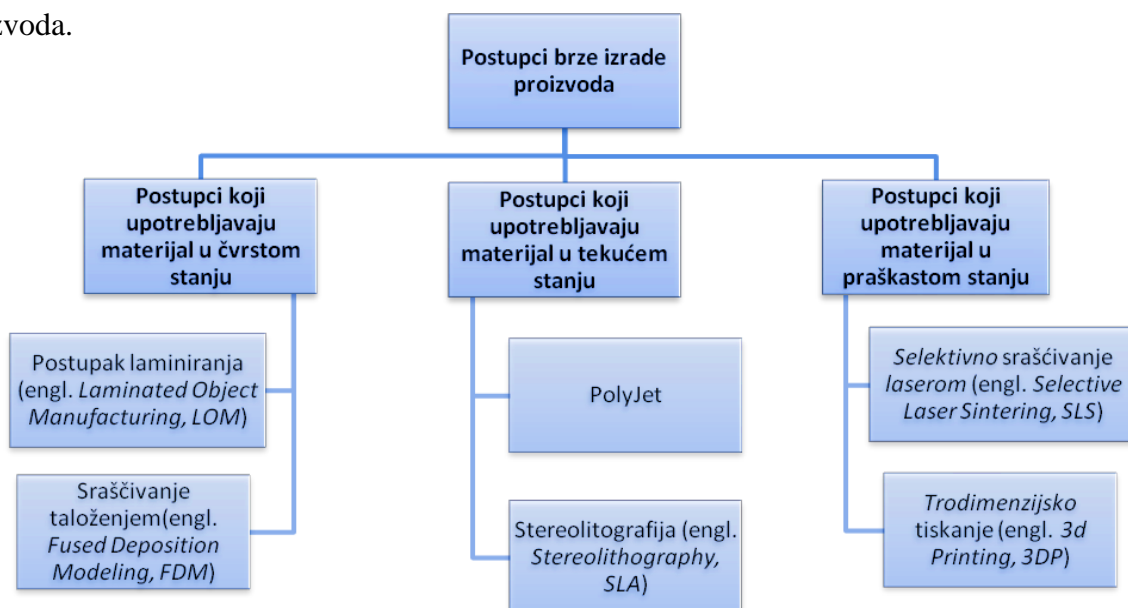 zvoda.
Postupci brze izrade
proizvoda
Postupci koji
upotrebljavaju
materijal u čvrstom
stanju
Postupak laminiranja
(engl. Laminated Object
Manufacturing, LOM)
Sraščivanje
taloženjem(engl.
Fused Deposition
Modeling, FDM)
Postupci koji
upotrebljavaju
materijal u tekućem
stanju
PolyJet
Stereolitografija (engl.
Stereolithography,
SLA)
Postupci koji
upotrebljavaju
materijal u
praškastom stanju
Selektivno srašćivanje
laserom (engl. Selective
Laser Sintering, SLS)
Trodimenzijsko
tiskanje (engl. 3d
Printing, 3DP)